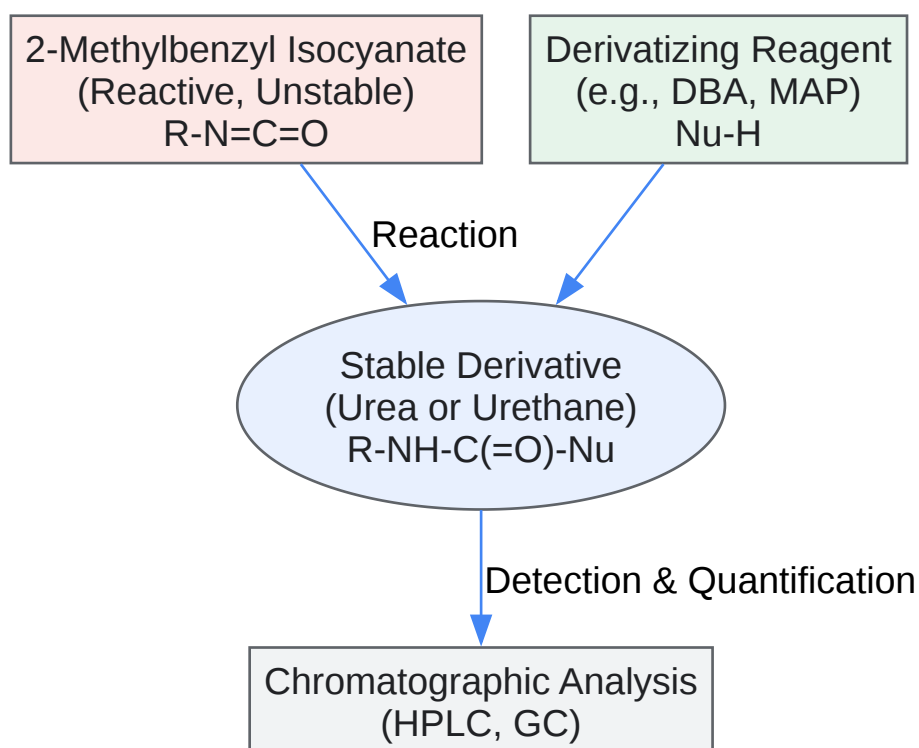 2-Methylbenzyl Isocyanate
(Reactive, Unstable)
R-N=C=O
Derivatizing Reagent
(e.g., DBA, MAP)
Nu-H
Reaction
Stable Derivative
(Urea or Urethane)
R-NH-C(=O)-Nu
Detection & Quantification
Chromatographic Analysis
(HPLC, GC)